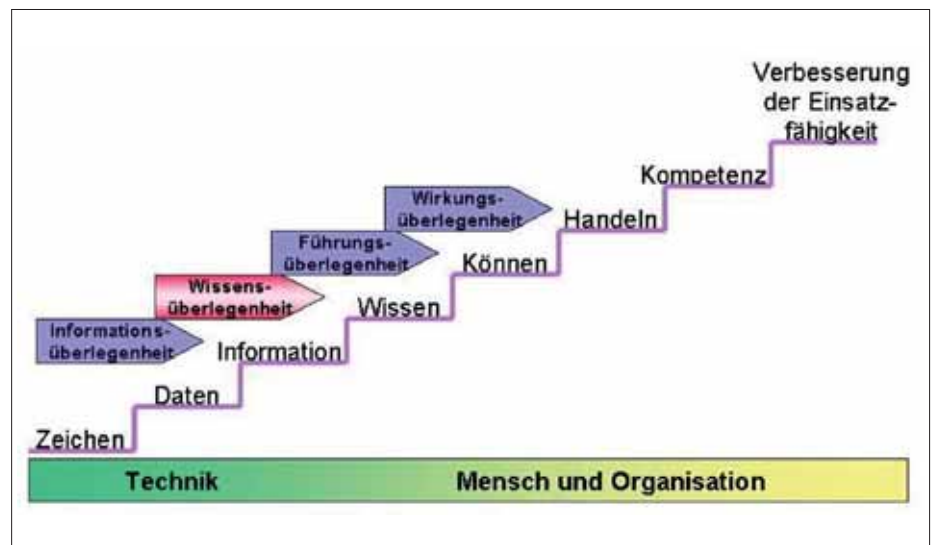 Verbesserung
der Einsatz-
fähigkeit
Kompetenz
Wirkungs-
überlegenheit
Handeln
Führungs-
überlegenheit
Können
Wissens-
überlegenheit
Wissen
Informations-
überlegenheit
Information
Daten
Zeichen
Technik
Mensch und Organisation